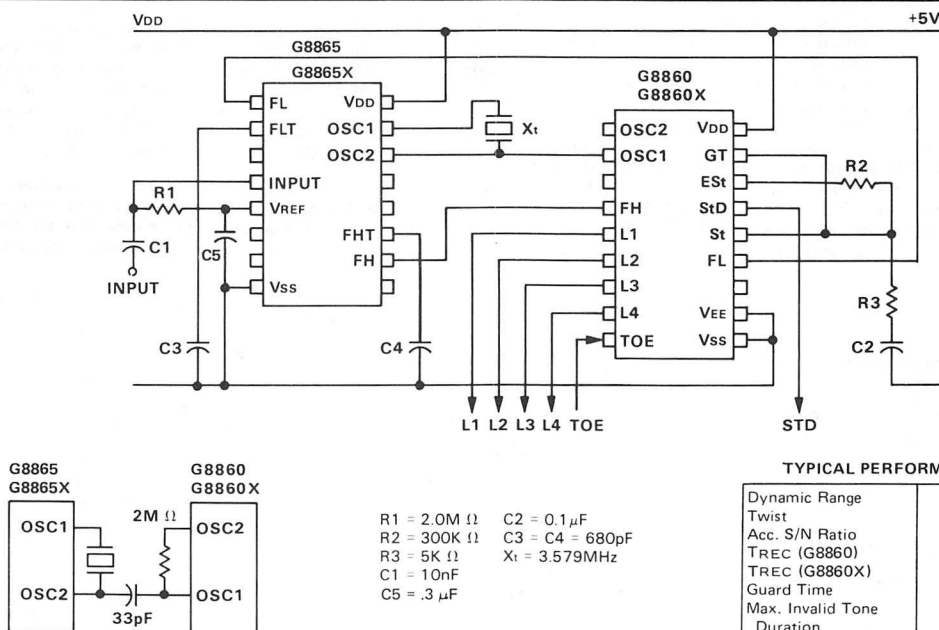 VDD
+5V
G8865
G8865X
FL
VDD
FLT
OSC1
OSC2
INPUT
VREF
FHT
FH
VSS
R1
C1
INPUT
C5
C3
C4
Xt
G8860
G8860X
OSC2
VDD
OSC1
GT
ESt
FH
StD
L1
St
L2
FL
L3
L4
VEE
TOE
VSS
R2
R3
C2
L1 L2 L3 L4 TOE
STD
G8865
G8865X
OSC1
OSC2
2M Ω
33pF
G8860
G8860X
OSC2
OSC1
R1 = 2.0M Ω C2 = 0.1 μF
R2 = 300K Ω C3 = C4 = 680pF
R3 = 5K Ω Xt = 3.579MHz
C1 = 10nF
C5 = .3 μF
TYPICAL PERFORM
Dynamic Range
Twist
Acc. S/N Ratio
TREC (G8860)
TREC (G8860X)
Guard Time
Max. Invalid Tone
Duration